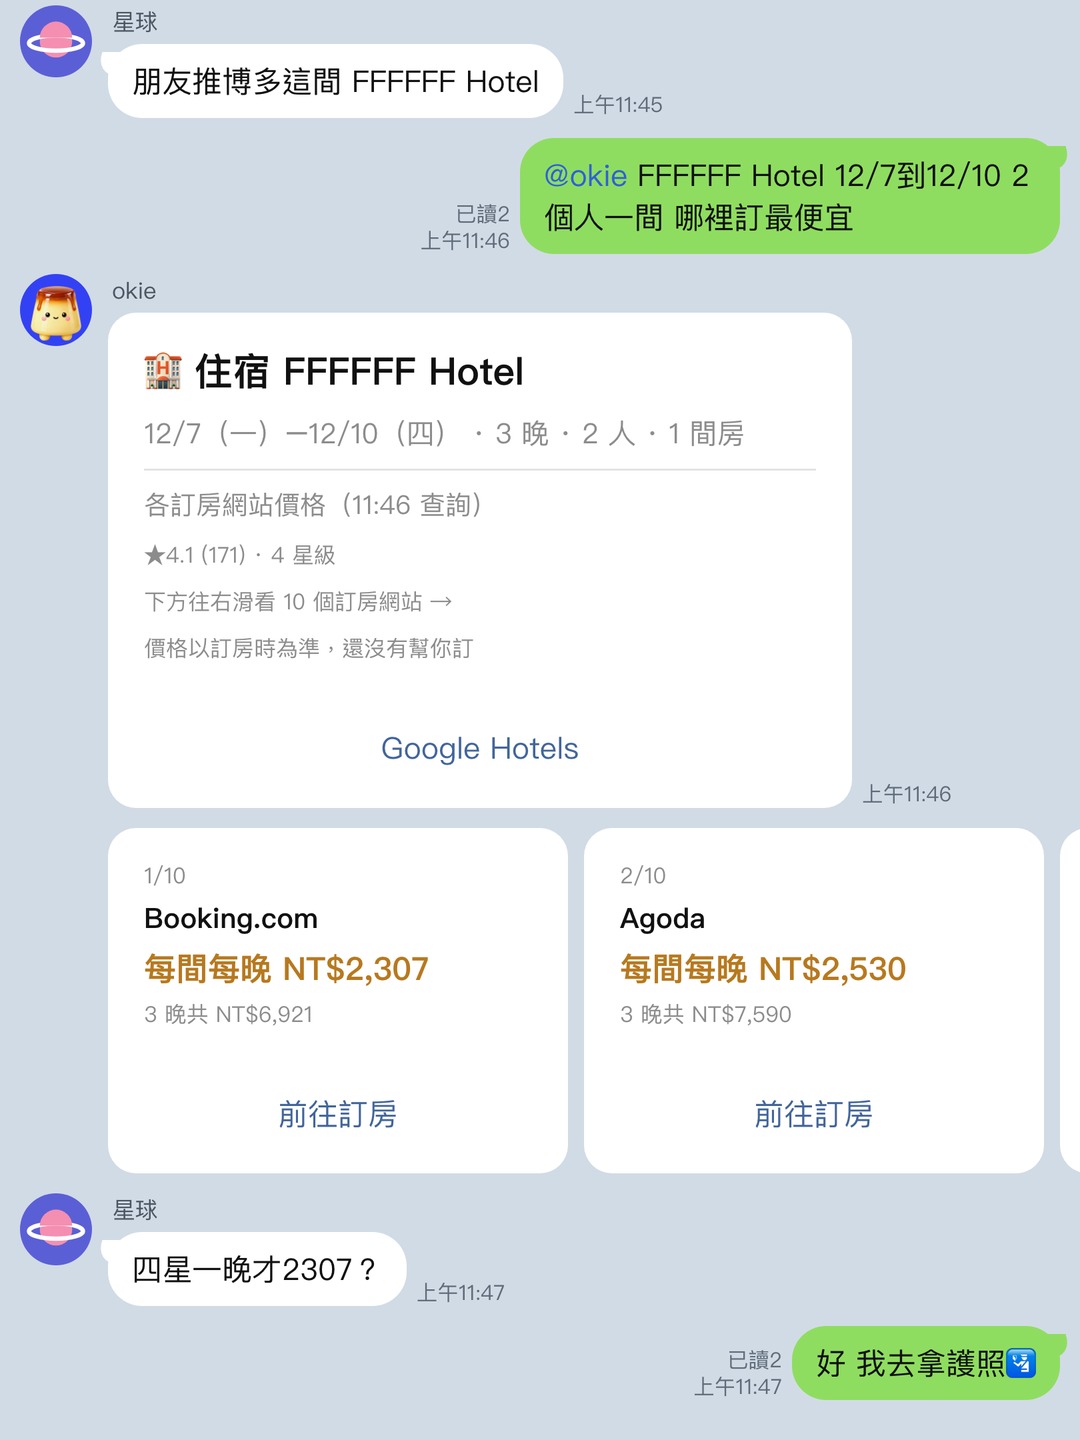 星球
朋友推博多這間 FFFFFF Hotel
上午11:45
@okie FFFFFF Hotel 12/7到12/10 2
個人一間 哪裡訂最便宜
已讀2
上午11:46
okie
🏨 住宿 FFFFFF Hotel
12/7（一）—12/10（四）· 3 晚 · 2 人 · 1 間房
各訂房網站價格（11:46 查詢）
★4.1 (171) · 4 星級
下方往右滑看 10 個訂房網站 →
價格以訂房時為準，還沒有幫你訂
Google Hotels
上午11:46
1/10
Booking.com
每間每晚 NT$2,307
3 晚共 NT$6,921
前往訂房
2/10
Agoda
每間每晚 NT$2,530
3 晚共 NT$7,590
前往訂房
星球
四星一晚才2307？
上午11:47
好 我去拿護照🛂
已讀2
上午11:47